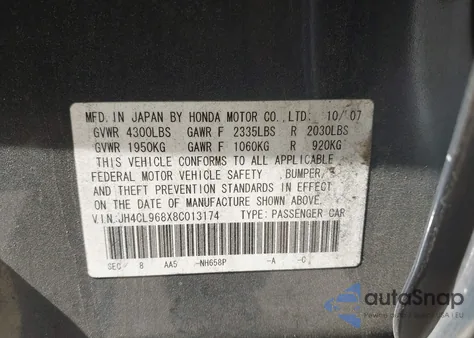 MFD. IN JAPAN BY HONDA MOTOR CO., LTD. 10/'07
GVWR 4300LBS GAWR F 2335LBS R 2030LBS
GVWR 1950KG GAWR F 1060KG R 920KG
THIS VEHICLE CONFORMS TO ALL APPLICABLE
FEDERAL MOTOR VEHICLE SAFETY ,BUMPER,
AND THEFT PREVENTION STANDARDS IN EFFECT
ON THE DATE OF MANUFACTURE SHOWN ABOVE.
V.I.N.:JH4CL968X8C013174 TYPE: PASSENGER CAR
SEC/ 8 AA5 -NH658P -A -C
autoSnap